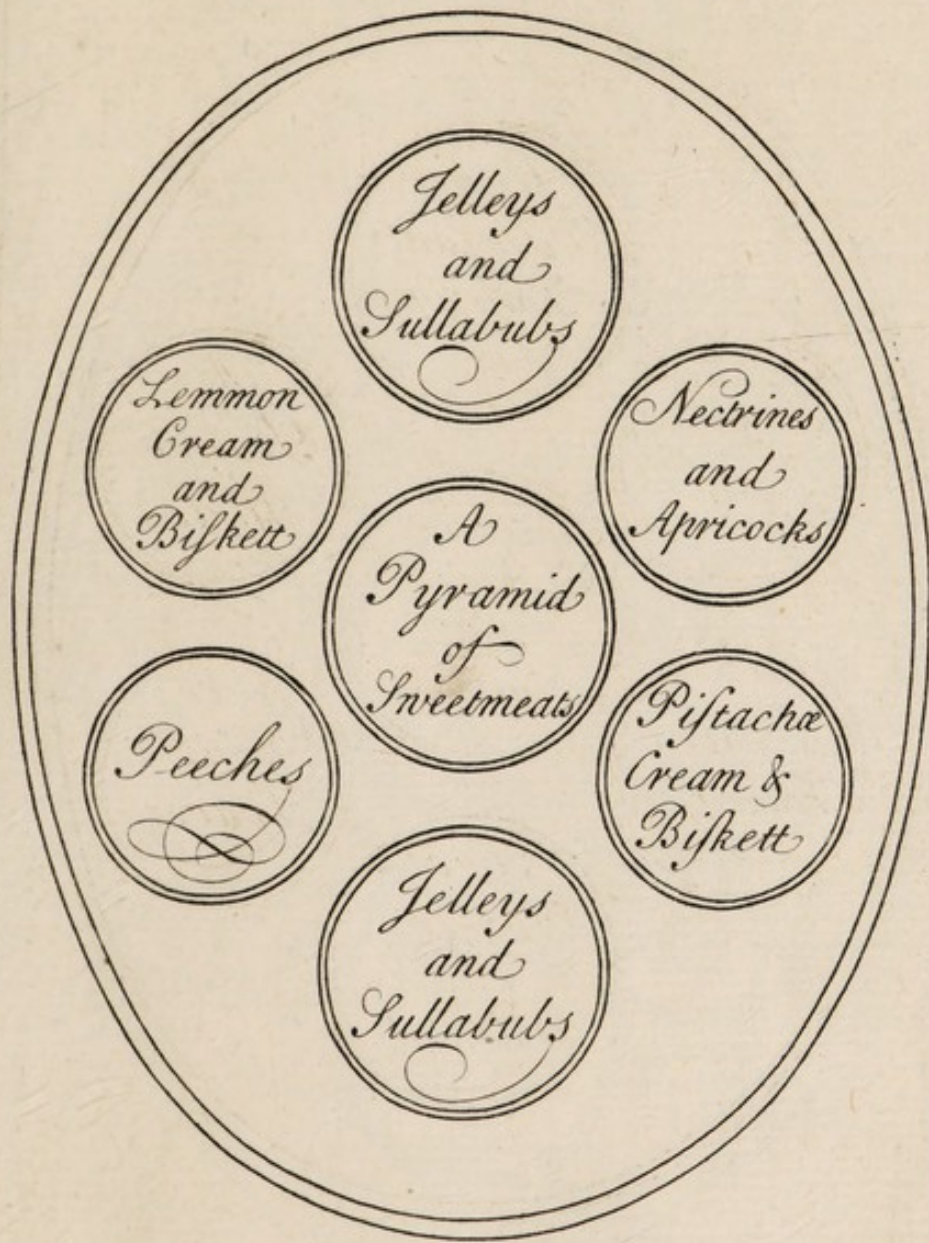 Jelleys
and
Sullabubs
Lemmon
Cream
and
Biſkett
Nectrines
and
Apricocks
A
Pyramid
of
Sweetmeats
Peeches
Piſtachæ
Cream &
Biſkett
Jelleys
and
Sullabubs